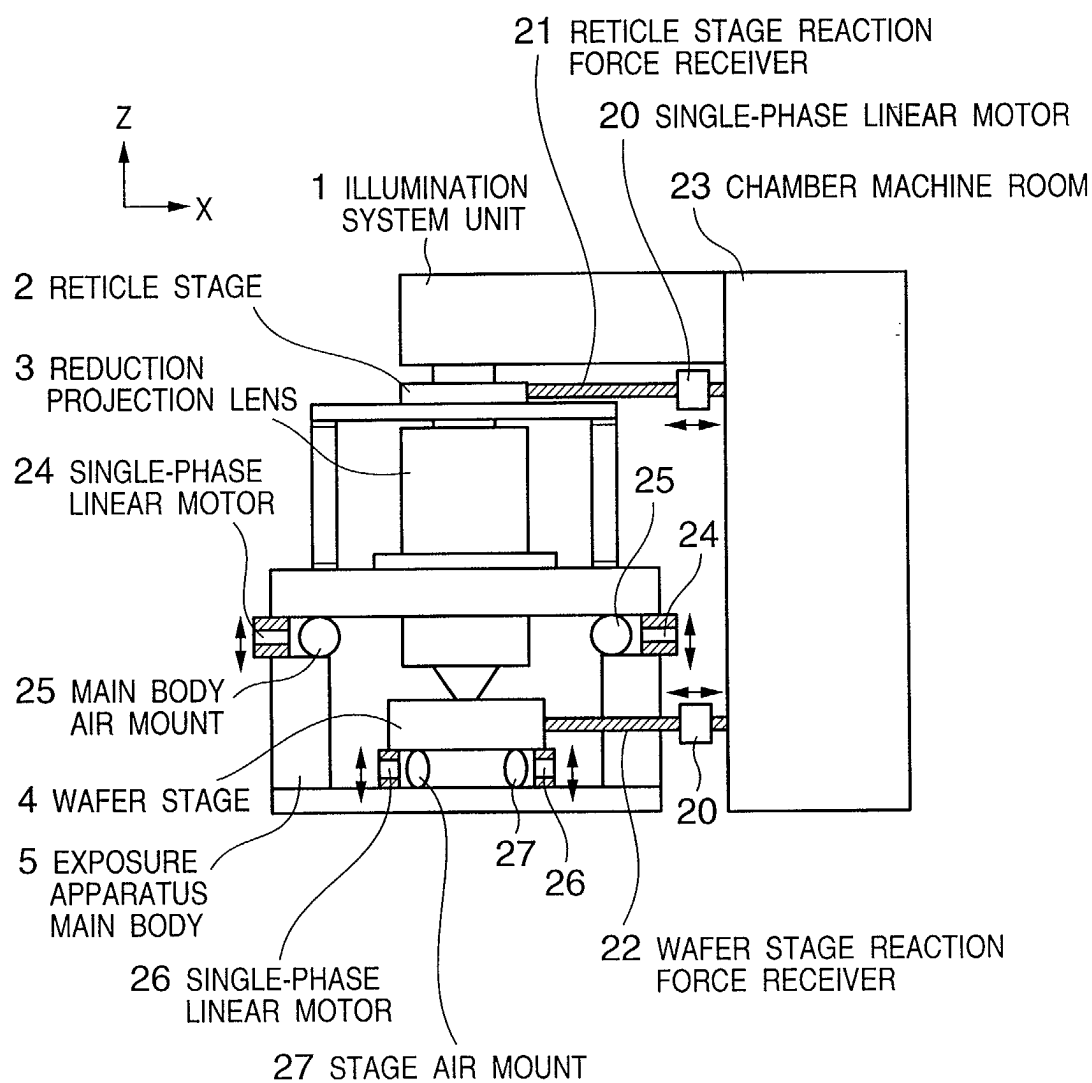 21 RETICLE STAGE REACTION
FORCE RECEIVER
20 SINGLE-PHASE LINEAR MOTOR
Z
X
1 ILLUMINATION
SYSTEM UNIT
23 CHAMBER MACHINE ROOM
2 RETICLE STAGE
3 REDUCTION
PROJECTION LENS
24 SINGLE-PHASE
LINEAR MOTOR
25
24
25 MAIN BODY
AIR MOUNT
4 WAFER STAGE
20
27
26
5 EXPOSURE
APPARATUS
MAIN BODY
22 WAFER STAGE REACTION
FORCE RECEIVER
26 SINGLE-PHASE
LINEAR MOTOR
27 STAGE AIR MOUNT